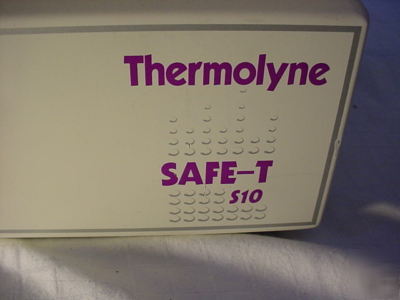 Thermolyne
SAFE-T
S10